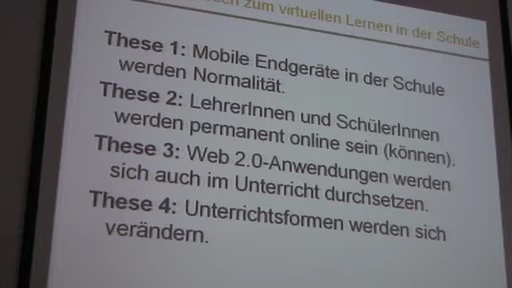 zum virtuellen Lernen in der Schule
These 1: Mobile Endgeräte in der Schule
werden Normalität.
These 2: LehrerInnen und SchülerInnen
werden permanent online sein (können).
These 3: Web 2.0-Anwendungen werden
sich auch im Unterricht durchsetzen.
These 4: Unterrichtsformen werden sich
verändern.